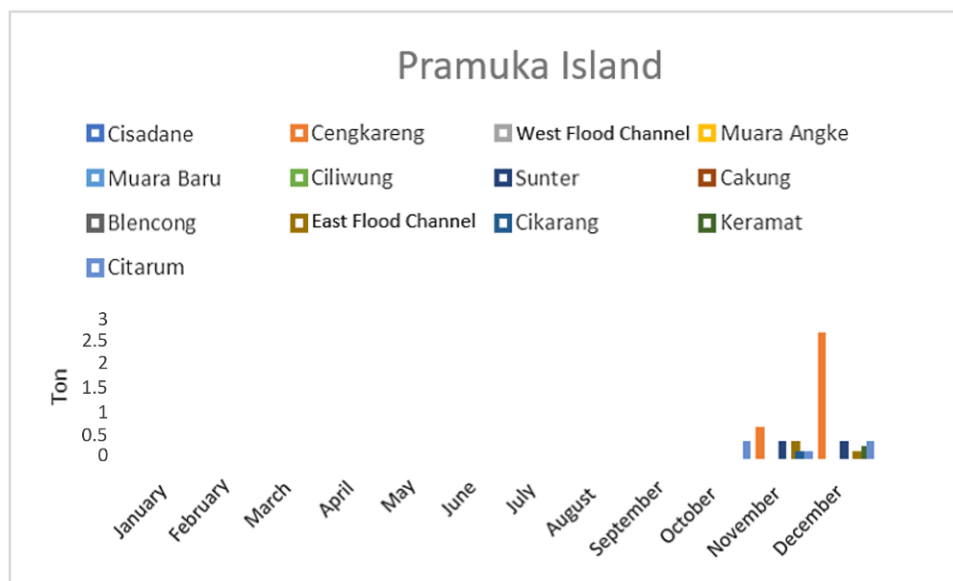 Pramuka Island
Cisadane Cengkareng West Flood Channel Muara Angke
Muara Baru Ciliwung Sunter Cakung
Blencong East Flood Channel Cikarang Keramat
Citarum
3
2.5
2
1.5
1
0.5
0
Ton
January February March April May June July August September October November December